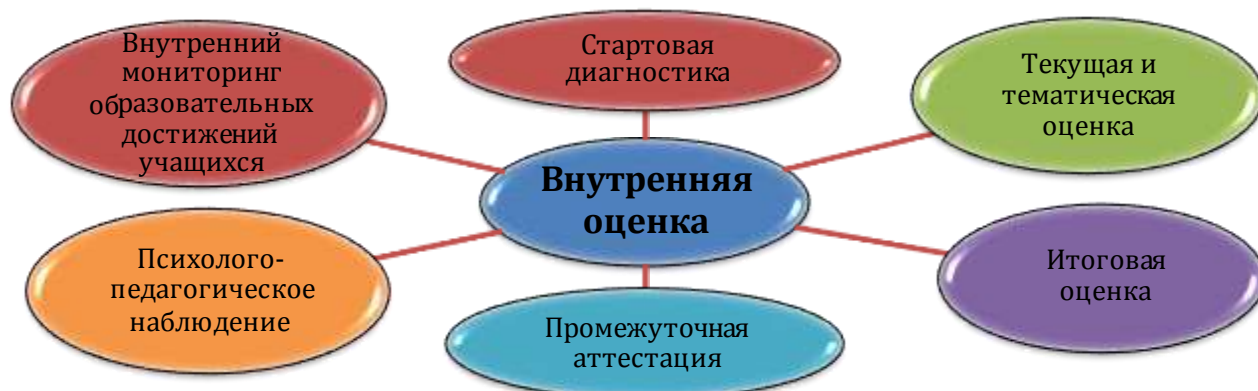 Внутренний
мониторинг
образовательных
достижений
учащихся
Стартовая
диагностика
Текущая и
тематическая
оценка
Внутренняя
оценка
Психолого-
педагогическое
наблюдение
Промежуточная
аттестация
Итоговая
оценка